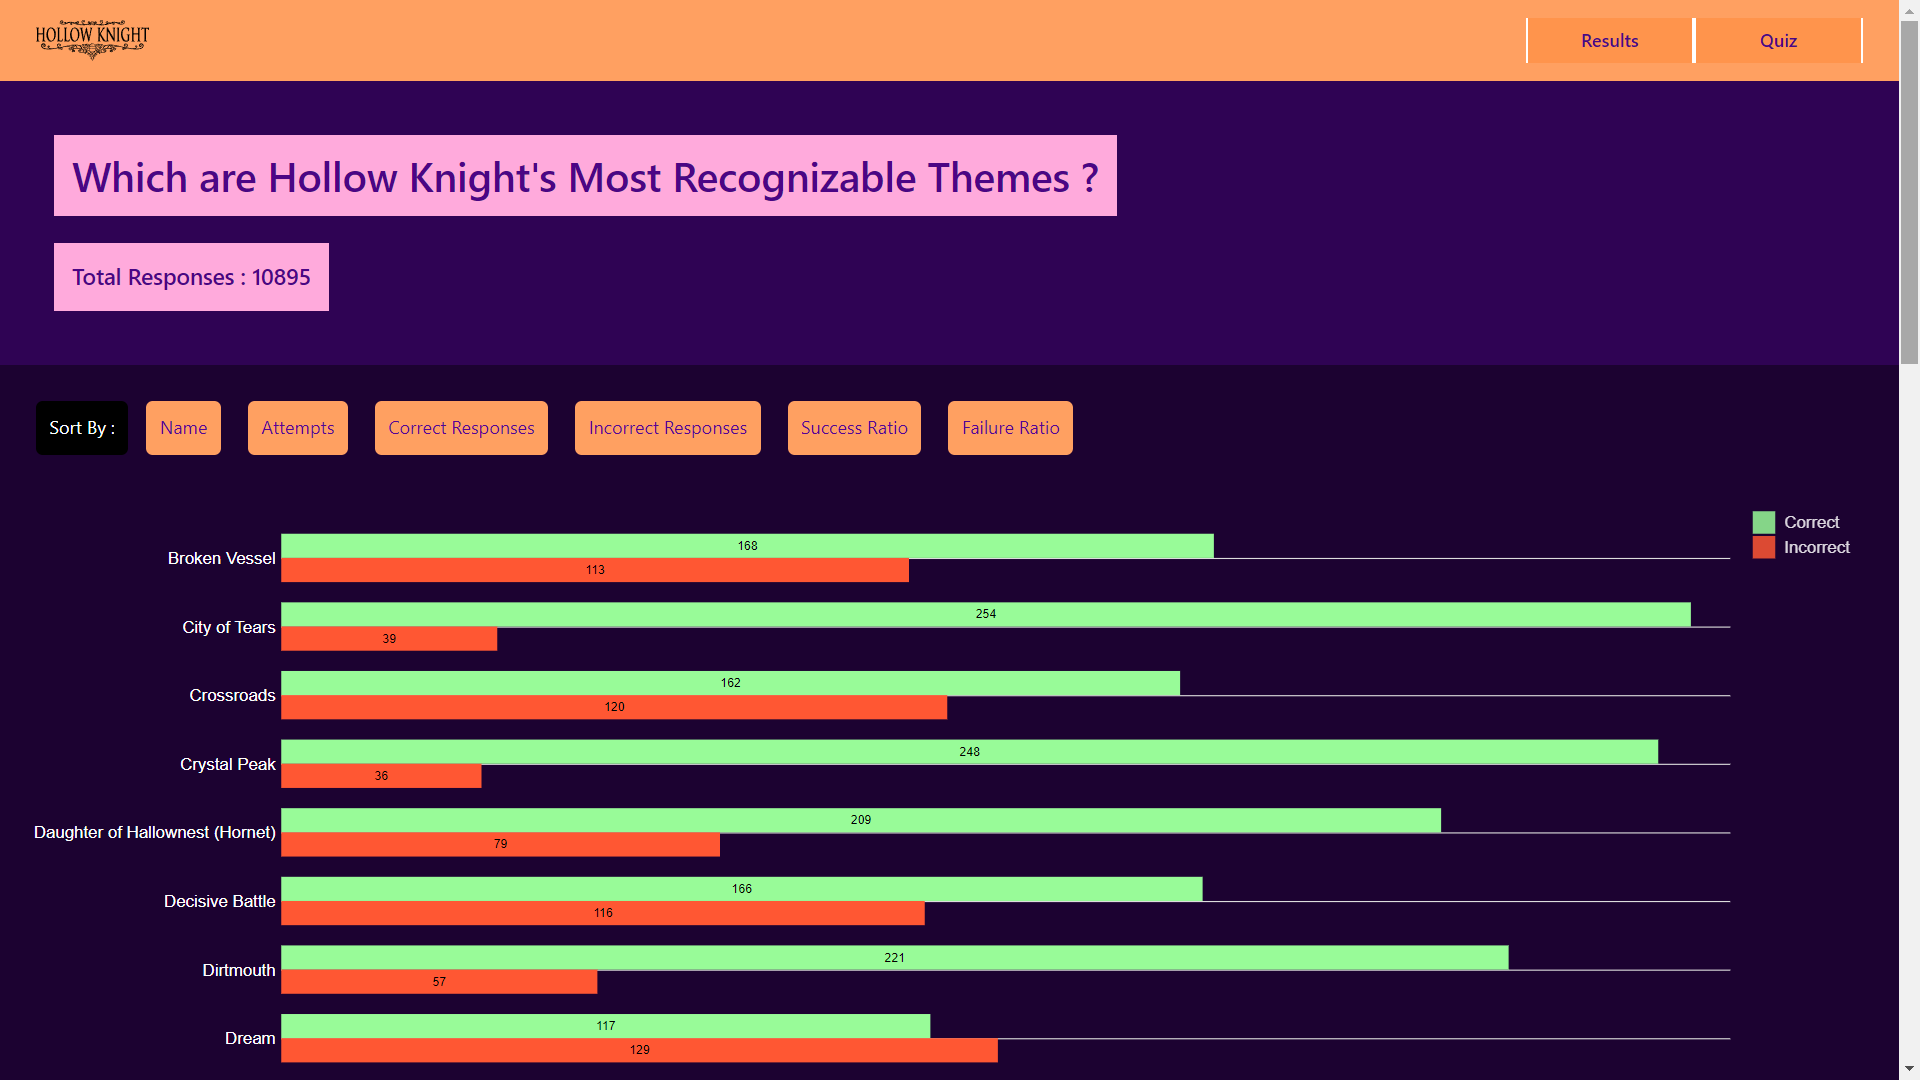 HOLLOW KNIGHT
Results
Quiz
Which are Hollow Knight's Most Recognizable Themes ?
Total Responses : 10895
Sort By :
Name
Attempts
Correct Responses
Incorrect Responses
Success Ratio
Failure Ratio
Correct
Incorrect
Broken Vessel
168
113
City of Tears
254
39
Crossroads
162
120
Crystal Peak
248
36
Daughter of Hallownest (Hornet)
209
79
Decisive Battle
166
116
Dirtmouth
221
57
Dream
117
129